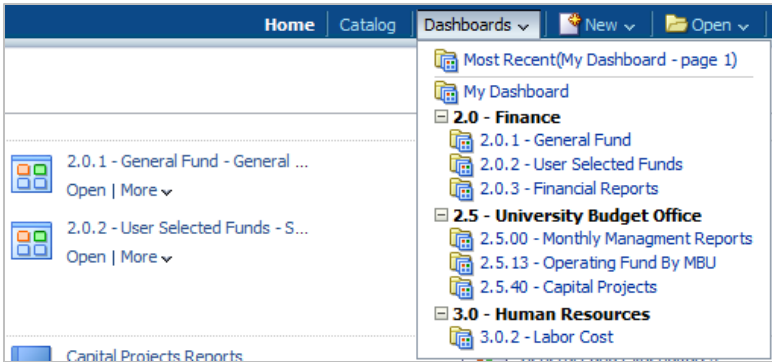 Home Catalog Dashboards New Open
Most Recent(My Dashboard - page 1)
My Dashboard
2.0 - Finance
2.0.1 - General Fund
2.0.2 - User Selected Funds
2.0.3 - Financial Reports
2.5 - University Budget Office
2.5.00 - Monthly Managment Reports
2.5.13 - Operating Fund By MBU
2.5.40 - Capital Projects
3.0 - Human Resources
3.0.2 - Labor Cost
2.0.1 - General Fund - General ...
Open | More
2.0.2 - User Selected Funds - S...
Open | More
Capital Projects Reports